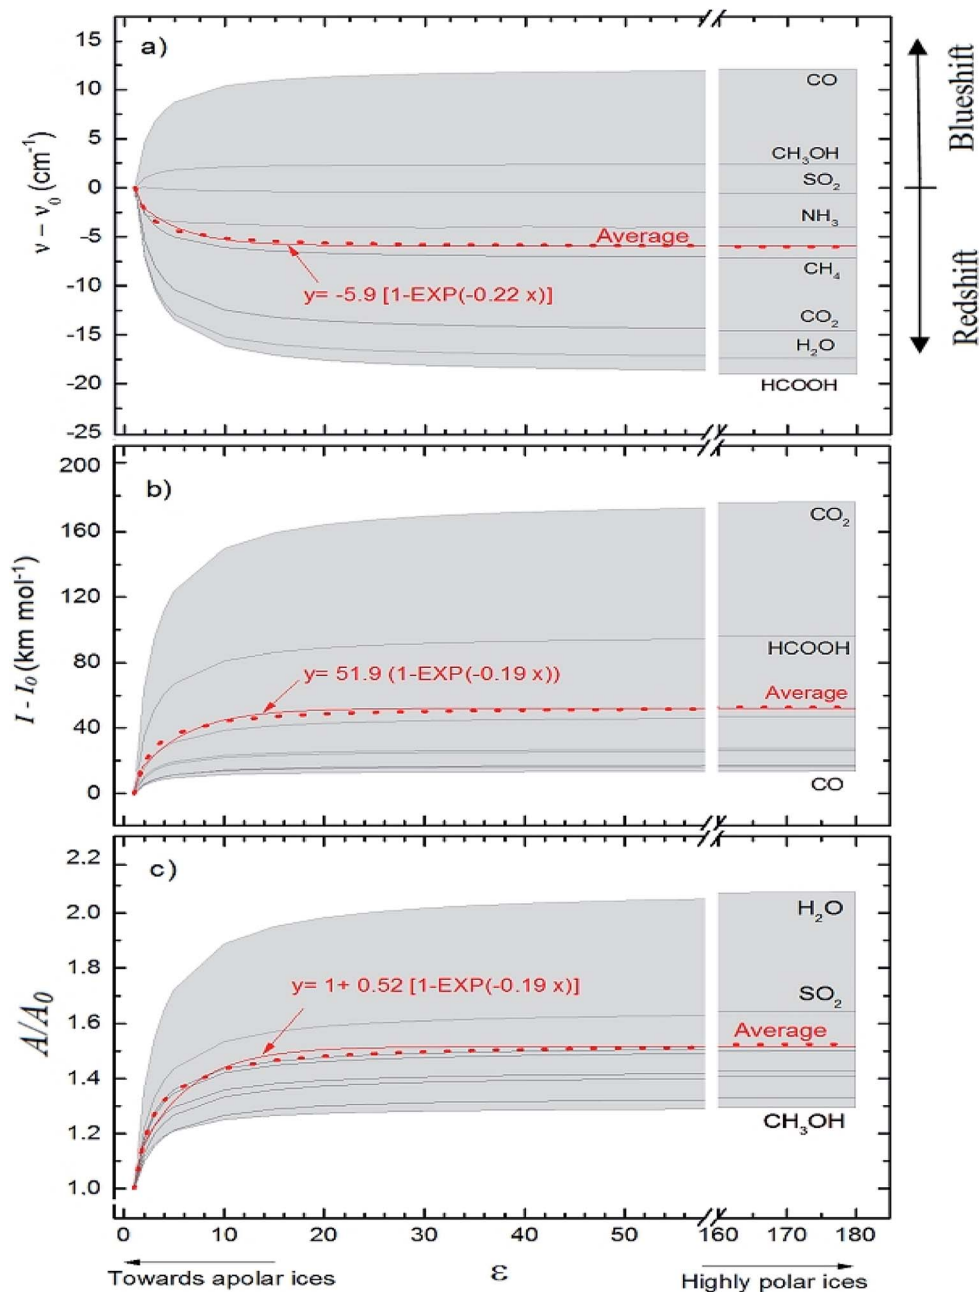 a)
15
10
5
0
-5
-10
-15
-20
-25
ν – ν₀ (cm⁻¹)
CO
CH₃OH
SO₂
NH₃
Average
CH₄
y= -5.9 [1-EXP(-0.22 x)]
CO₂
H₂O
HCOOH
Blueshift
Redshift
b)
200
160
120
80
40
0
I - I₀ (km mol⁻¹)
CO₂
HCOOH
y= 51.9 (1-EXP(-0.19 x))
Average
CO
c)
2.2
2.0
1.8
1.6
1.4
1.2
1.0
A/A₀
H₂O
y= 1+ 0.52 [1-EXP(-0.19 x)]
SO₂
Average
CH₃OH
0 10 20 30 40 50 160 170 180
Towards apolar ices
ε
Highly polar ices